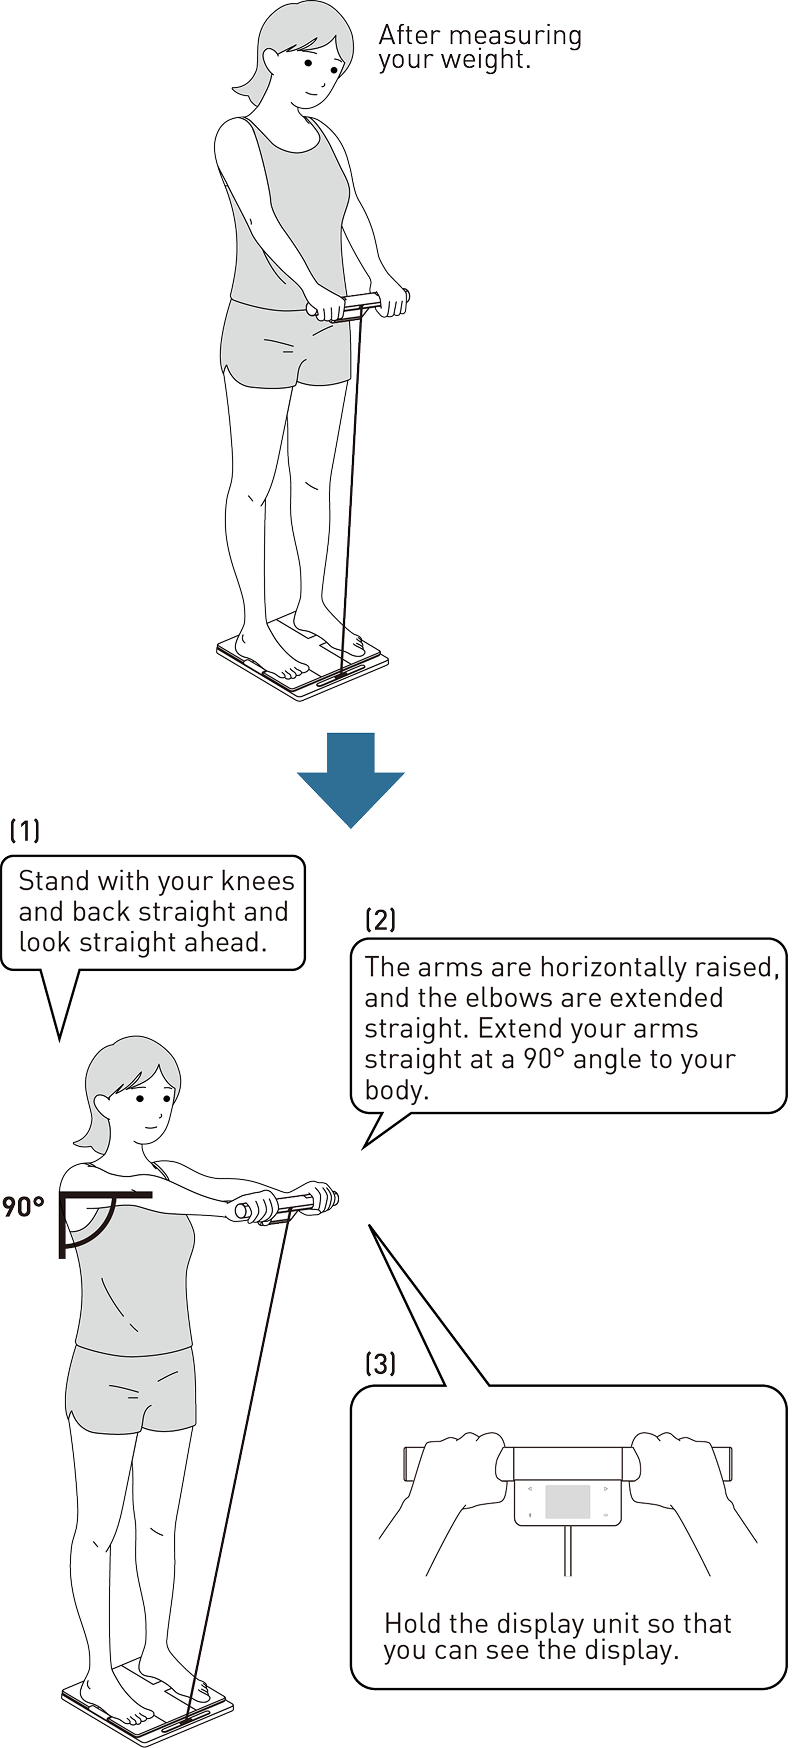 After measuring
your weight.
(1)
Stand with your knees
and back straight and
look straight ahead.
(2)
The arms are horizontally raised,
and the elbows are extended
straight. Extend your arms
straight at a 90° angle to your
body.
90°
(3)
Hold the display unit so that
you can see the display.